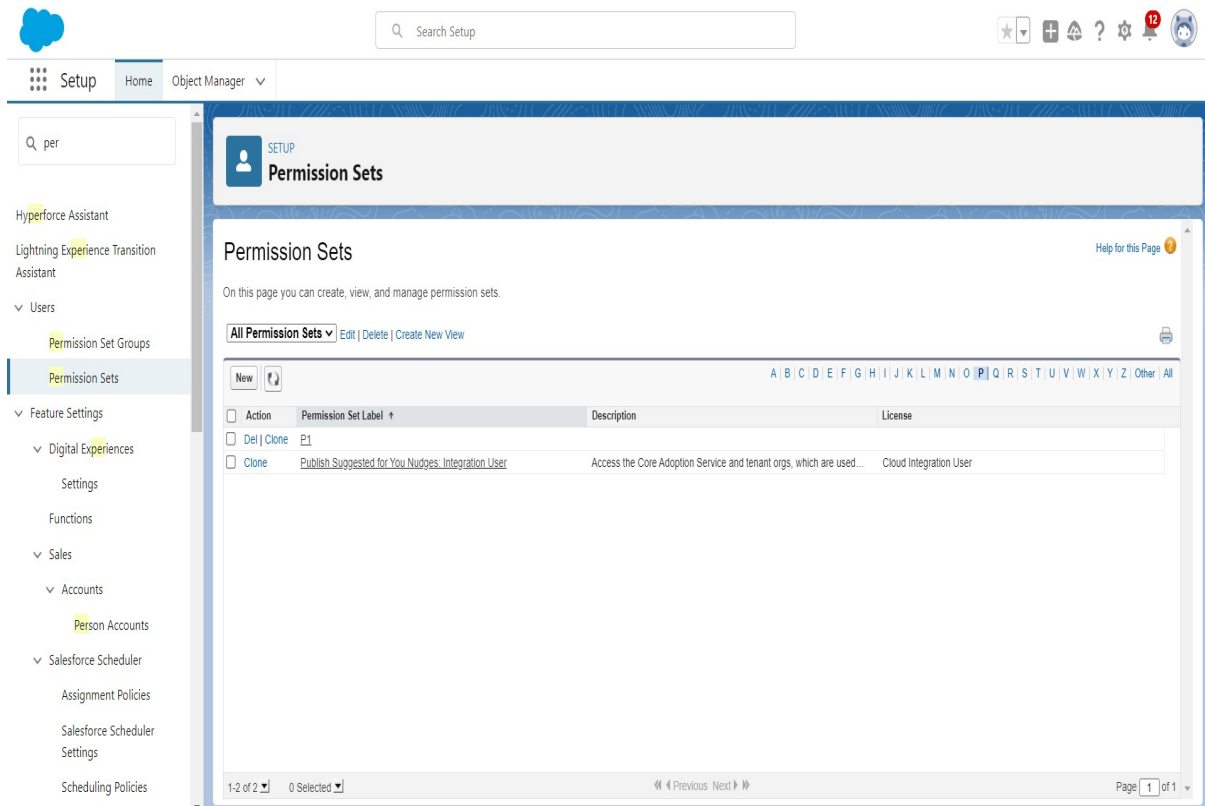 Search Setup
12
Setup
Home
Object Manager
per
Hyperforce Assistant
Lightning Experience Transition
Assistant
Users
Permission Set Groups
Permission Sets
Feature Settings
Digital Experiences
Settings
Functions
Sales
Accounts
Person Accounts
Salesforce Scheduler
Assignment Policies
Salesforce Scheduler
Settings
Scheduling Policies
SETUP
Permission Sets
Permission Sets
Help for this Page ?
On this page you can create, view, and manage permission sets.
All Permission Sets Edit | Delete | Create New View
New A | B | C | D | E | F | G | H | I | J | K | L | M | N | O | P | Q | R | S | T | U | V | W | X | Y | Z | Other | All
Action Permission Set Label ↑ Description License
Del | Clone P1
Clone Publish Suggested for You Nudges: Integration User Access the Core Adoption Service and tenant orgs, which are used... Cloud Integration User
1-2 of 2 0 Selected Previous Next Page 1 of 1